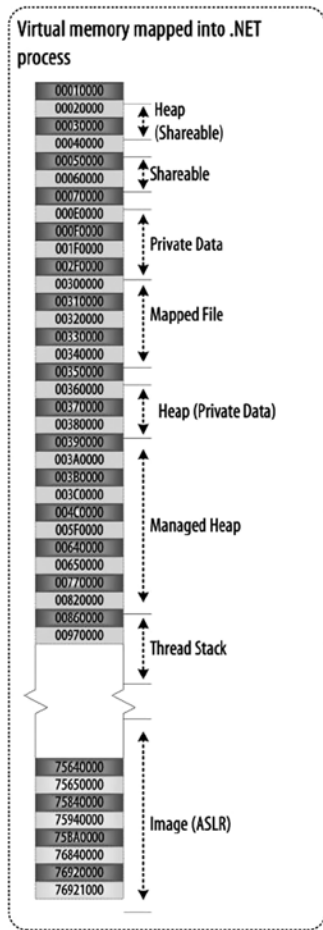 Virtual memory mapped into .NET
process
00010000
00020000
00030000
00040000
00050000
00060000
00070000
000E0000
000F0000
001F0000
002F0000
00300000
00310000
00320000
00330000
00340000
00350000
00360000
00370000
00380000
00390000
003A0000
003B0000
003C0000
004C0000
005F0000
00640000
00650000
00770000
00820000
00860000
00970000
75640000
75650000
75840000
75940000
75BA0000
76840000
76920000
76921000
Heap
(Shareable)
Shareable
Private Data
Mapped File
Heap (Private Data)
Managed Heap
Thread Stack
Image (ASLR)